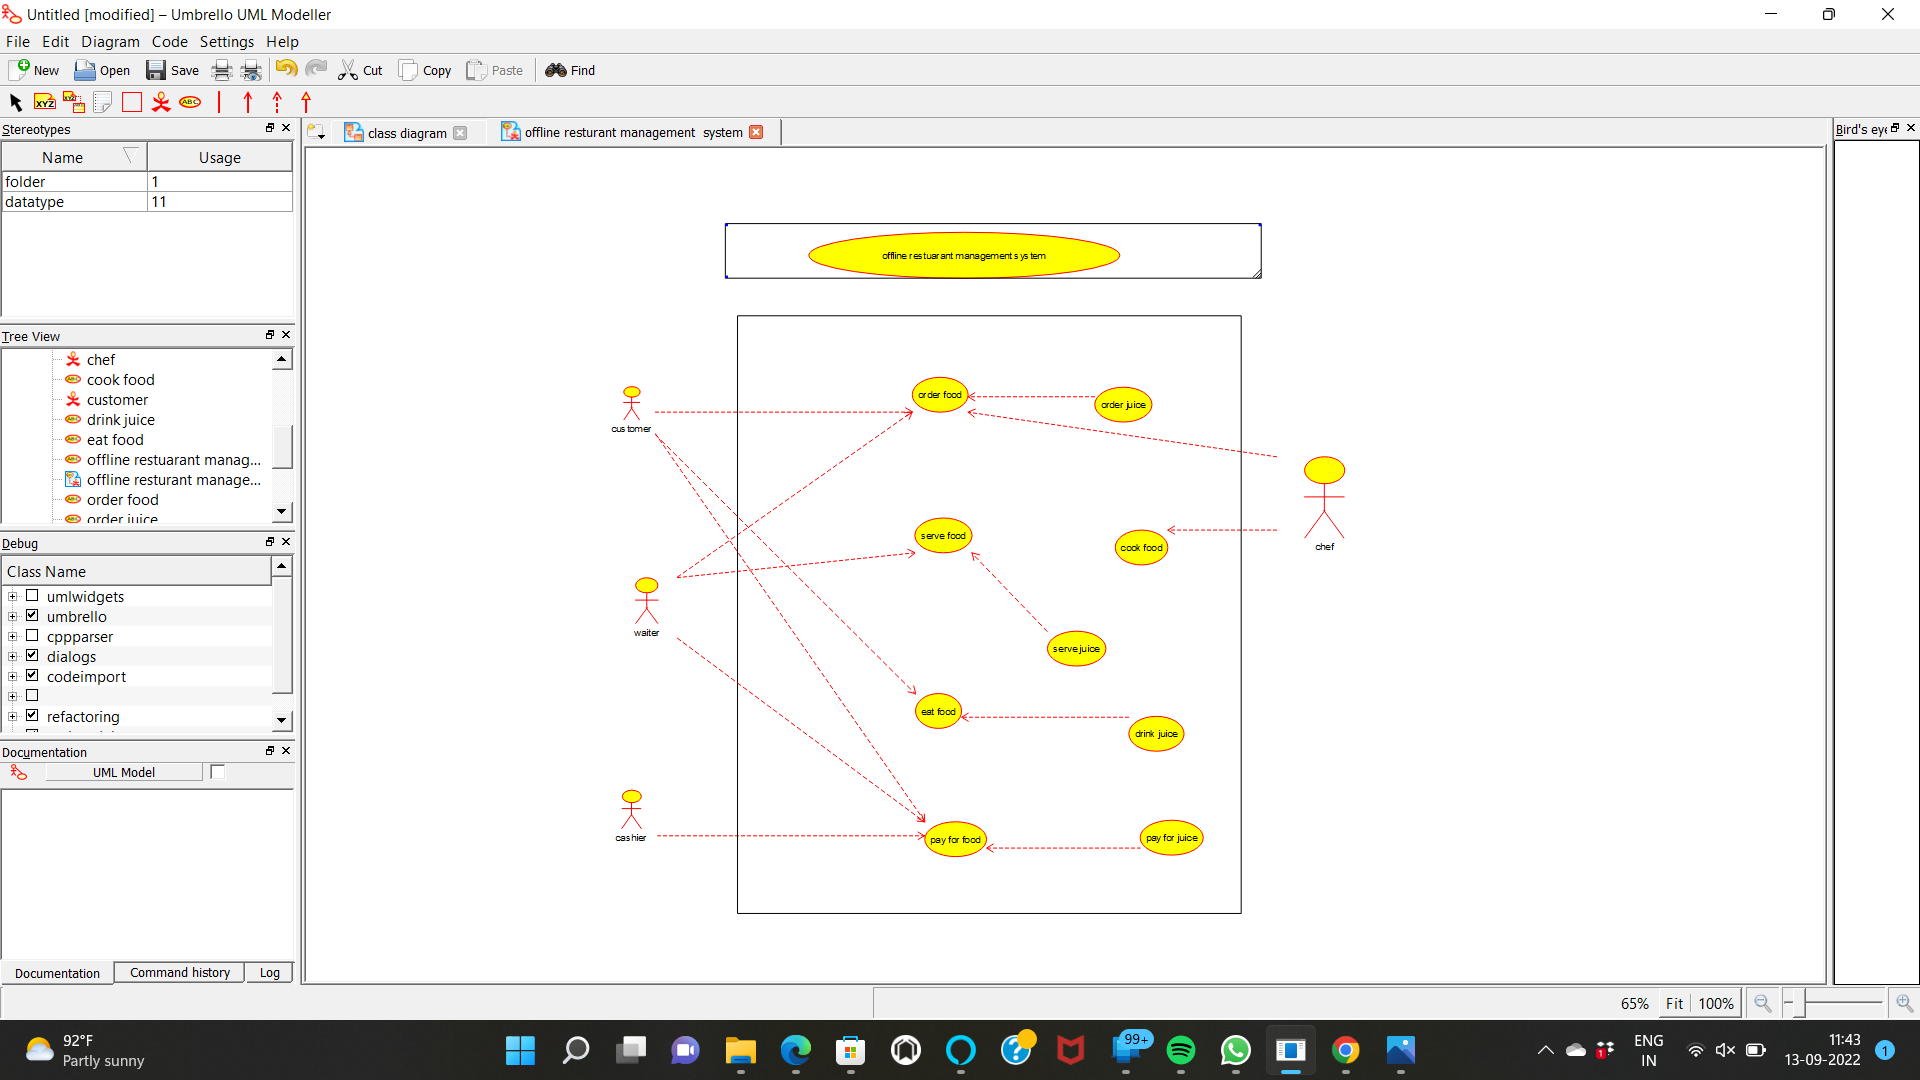 Untitled [modified] – Umbrello UML Modeller
File Edit Diagram Code Settings Help
New Open Save Cut Copy Paste Find
XYZ XYZ ABC
Stereotypes
Name Usage
folder 1
datatype 11
Tree View
chef
cook food
customer
drink juice
eat food
offline restuarant manag...
offline resturant manage...
order food
order juice
Debug
Class Name
umlwidgets
umbrello
cppparser
dialogs
codeimport
refactoring
Documentation
UML Model
Documentation Command history Log
class diagram offline resturant management system
Bird's eye
offline restuarant management system
order food
order juice
customer
chef
serve food
cook food
waiter
serve juice
eat food
drink juice
cashier
pay for food
pay for juice
65% Fit 100%
92°F
Partly sunny
99+
1
ENG
IN
11:43
13-09-2022
1